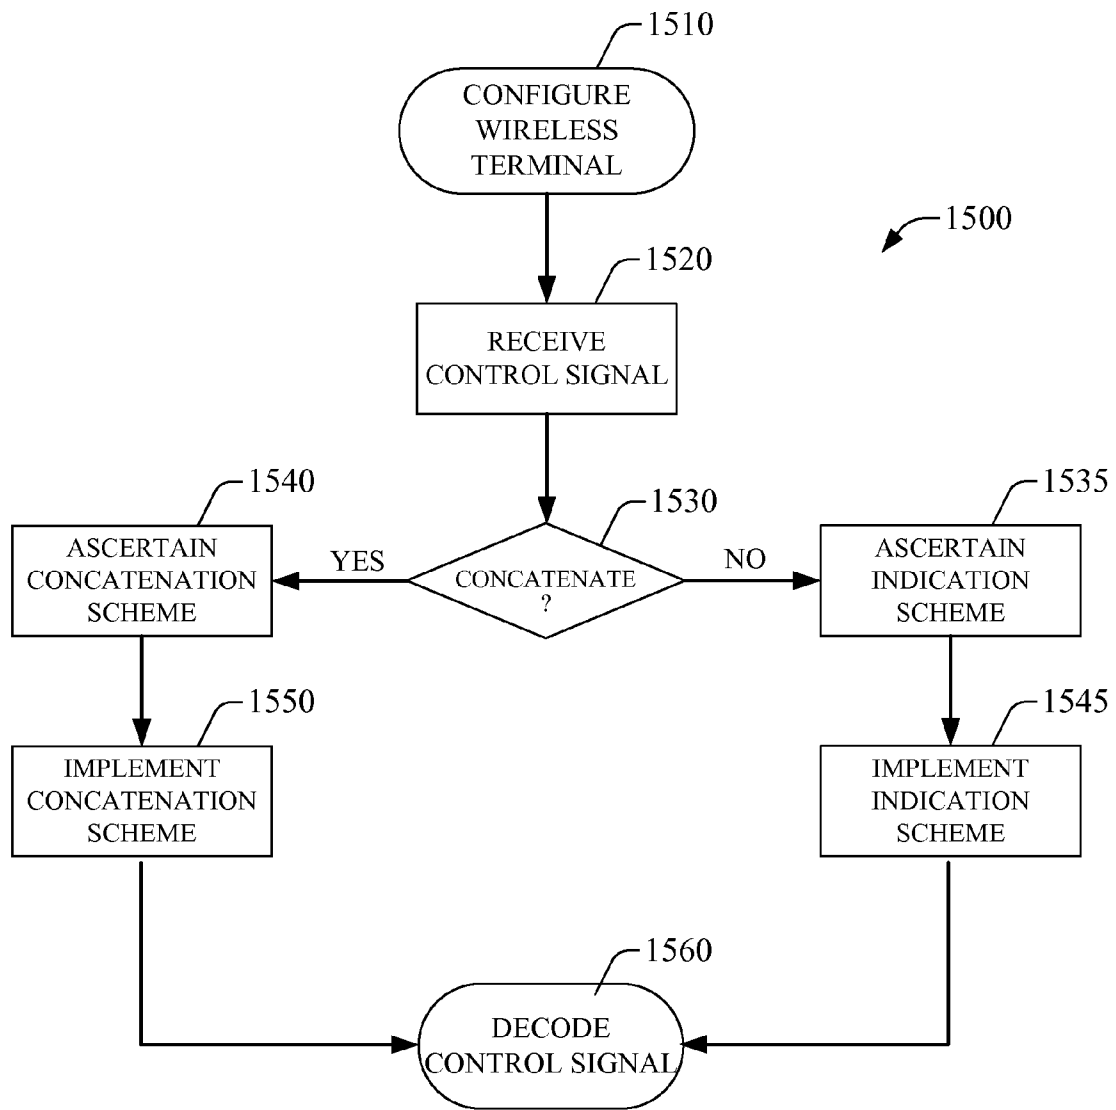 1510
CONFIGURE
WIRELESS
TERMINAL
1500
1520
RECEIVE
CONTROL SIGNAL
1540
1530
1535
ASCERTAIN
CONCATENATION
SCHEME
YES
CONCATENATE
?
NO
ASCERTAIN
INDICATION
SCHEME
1550
1545
IMPLEMENT
CONCATENATION
SCHEME
IMPLEMENT
INDICATION
SCHEME
1560
DECODE
CONTROL SIGNAL